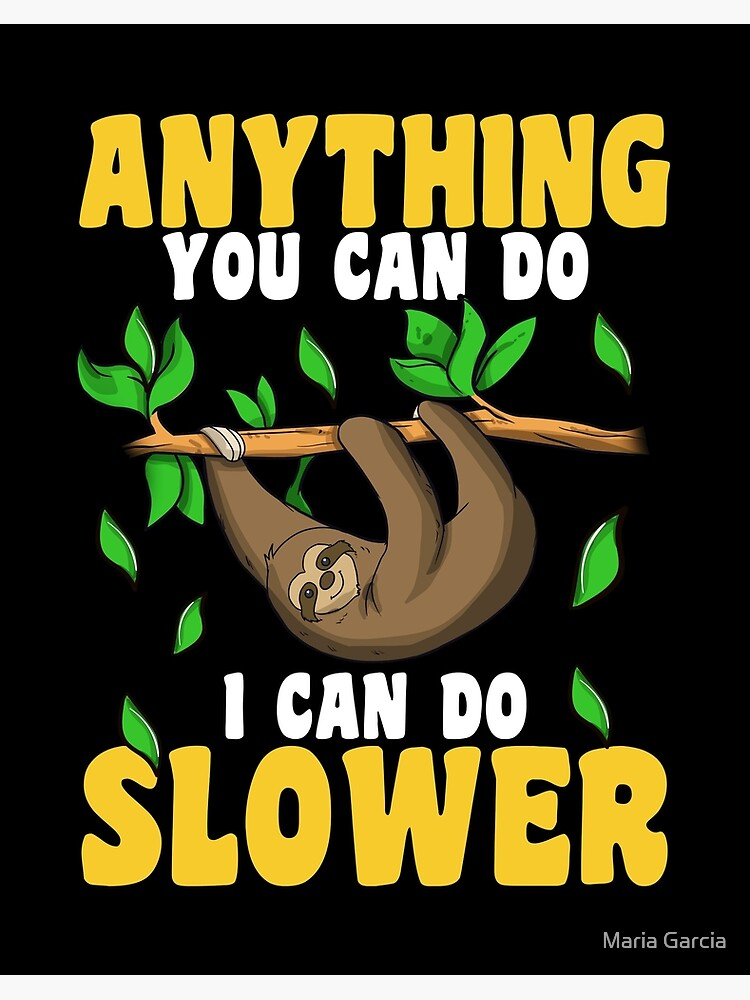 ANYTHING
YOU CAN DO
I CAN DO
SLOWER
Maria Garcia